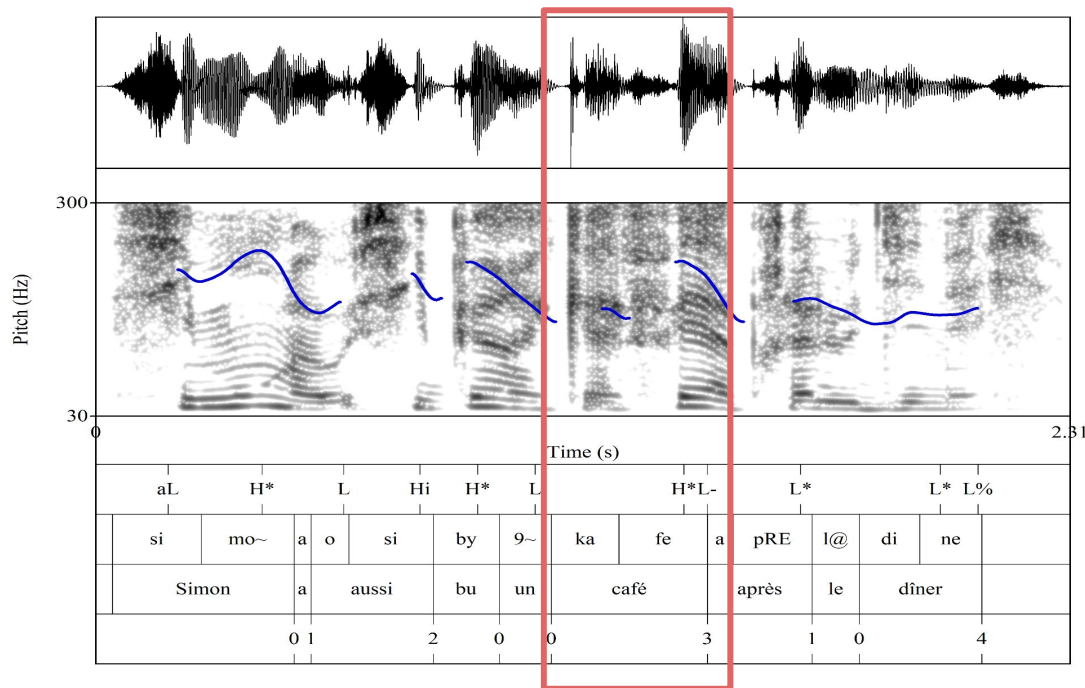 300
Pitch (Hz)
30
0
2.31
Time (s)
aL H* L Hi H* L H* L- L* L* L%
si mo~ a o si by 9~ ka fe a pRE l@ di ne
Simon a aussi bu un café après le dîner
0 1 2 0 0 3 1 0 4